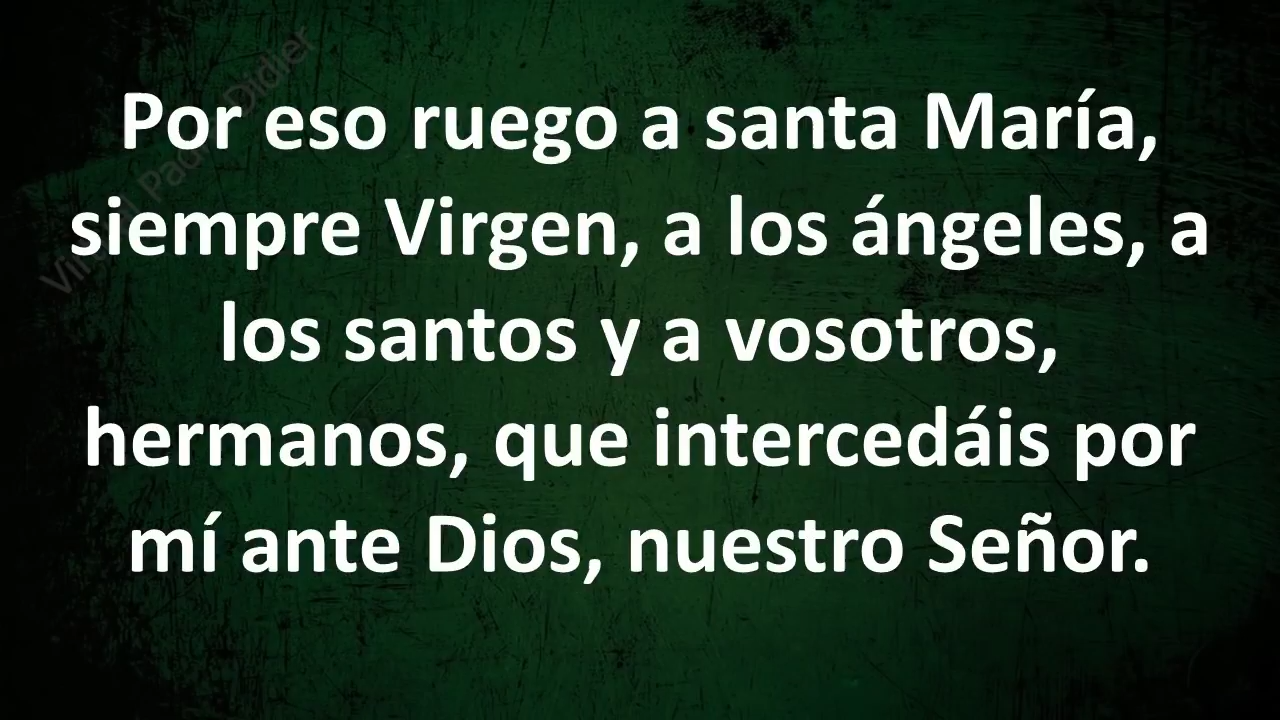 Por eso ruego a santa María,
siempre Virgen, a los ángeles, a
los santos y a vosotros,
hermanos, que intercedáis por
mí ante Dios, nuestro Señor.
Didier